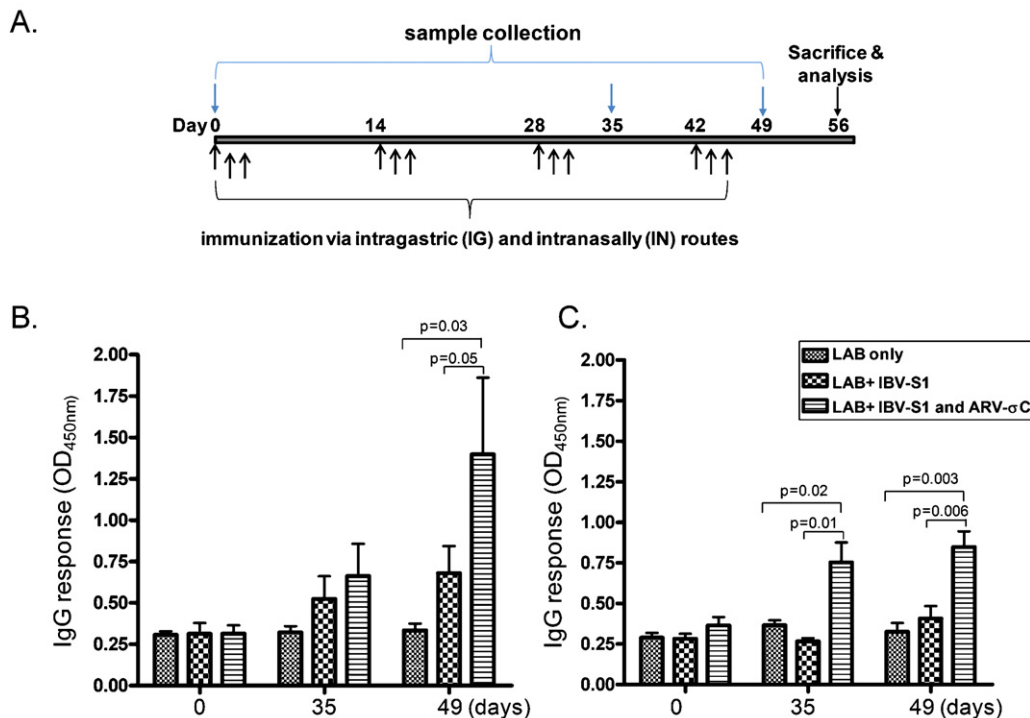 A.
sample collection
Sacrifice &
analysis
Day 0 14 28 35 42 49 56
immunization via intragastric (IG) and intranasally (IN) routes
B.
p=0.03
p=0.05
2.00
1.75
1.50
1.25
1.00
0.75
0.50
0.25
0.00
IgG response (OD450nm)
0 35 49 (days)
C.
LAB only
LAB+ IBV-S1
LAB+ IBV-S1 and ARV-σC
p=0.02
p=0.01
p=0.003
p=0.006
2.00
1.75
1.50
1.25
1.00
0.75
0.50
0.25
0.00
IgG response (OD450nm)
0 35 49 (days)